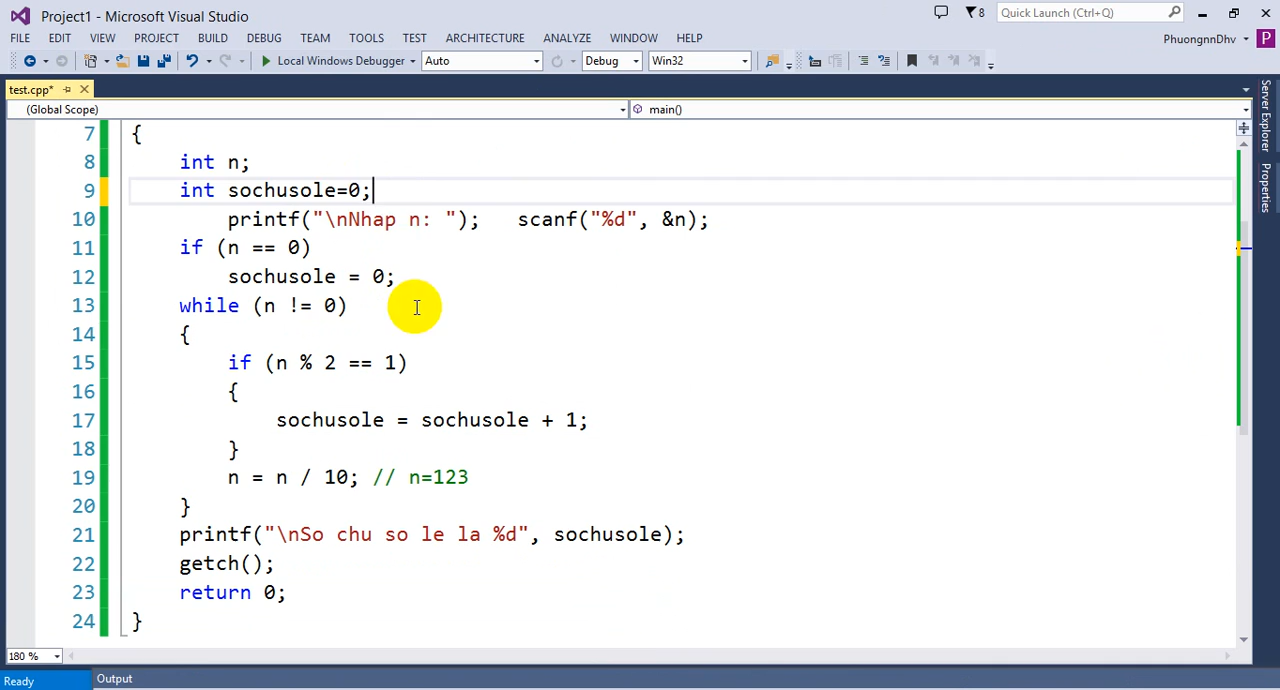 Project1 - Microsoft Visual Studio
8
Quick Launch (Ctrl+Q)
FILE EDIT VIEW PROJECT BUILD DEBUG TEAM TOOLS TEST ARCHITECTURE ANALYZE WINDOW HELP
PhuongnnDhv
P
Local Windows Debugger Auto Debug Win32
test.cpp*
(Global Scope) main()
Server Explorer
Properties
7 {
8 int n;
9 int sochusole=0;
10 printf("\nNhap n: "); scanf("%d", &n);
11 if (n == 0)
12 sochusole = 0;
13 while (n != 0)
14 {
15 if (n % 2 == 1)
16 {
17 sochusole = sochusole + 1;
18 }
19 n = n / 10; // n=123
20 }
21 printf("\nSo chu so le la %d", sochusole);
22 getch();
23 return 0;
24 }
180 %
Output
Ready